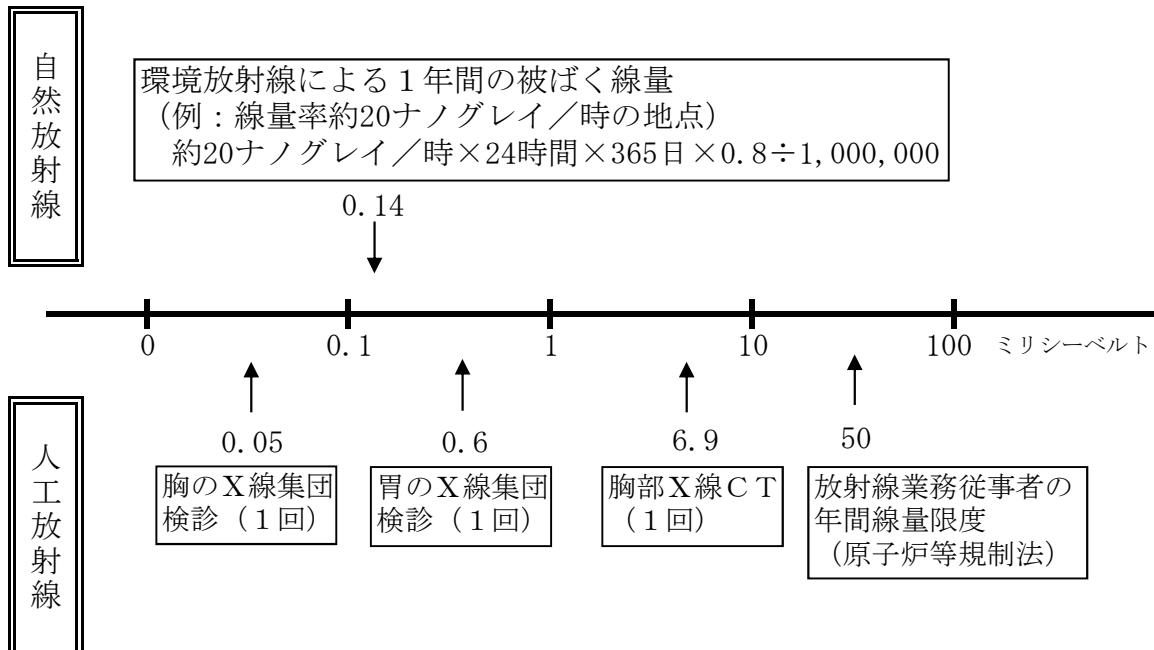 自然放射線
環境放射線による１年間の被ばく線量
（例：線量率約20ナノグレイ／時の地点）
約20ナノグレイ／時×24時間×365日×0.8÷1,000,000
0.14
0 0.1 1 10 100 ミリシーベルト
人工放射線
0.05 0.6 6.9 50
胸のＸ線集団
検診（１回）
胃のＸ線集団
検診（１回）
胸部Ｘ線ＣＴ
（１回）
放射線業務従事者の
年間線量限度
（原子炉等規制法）